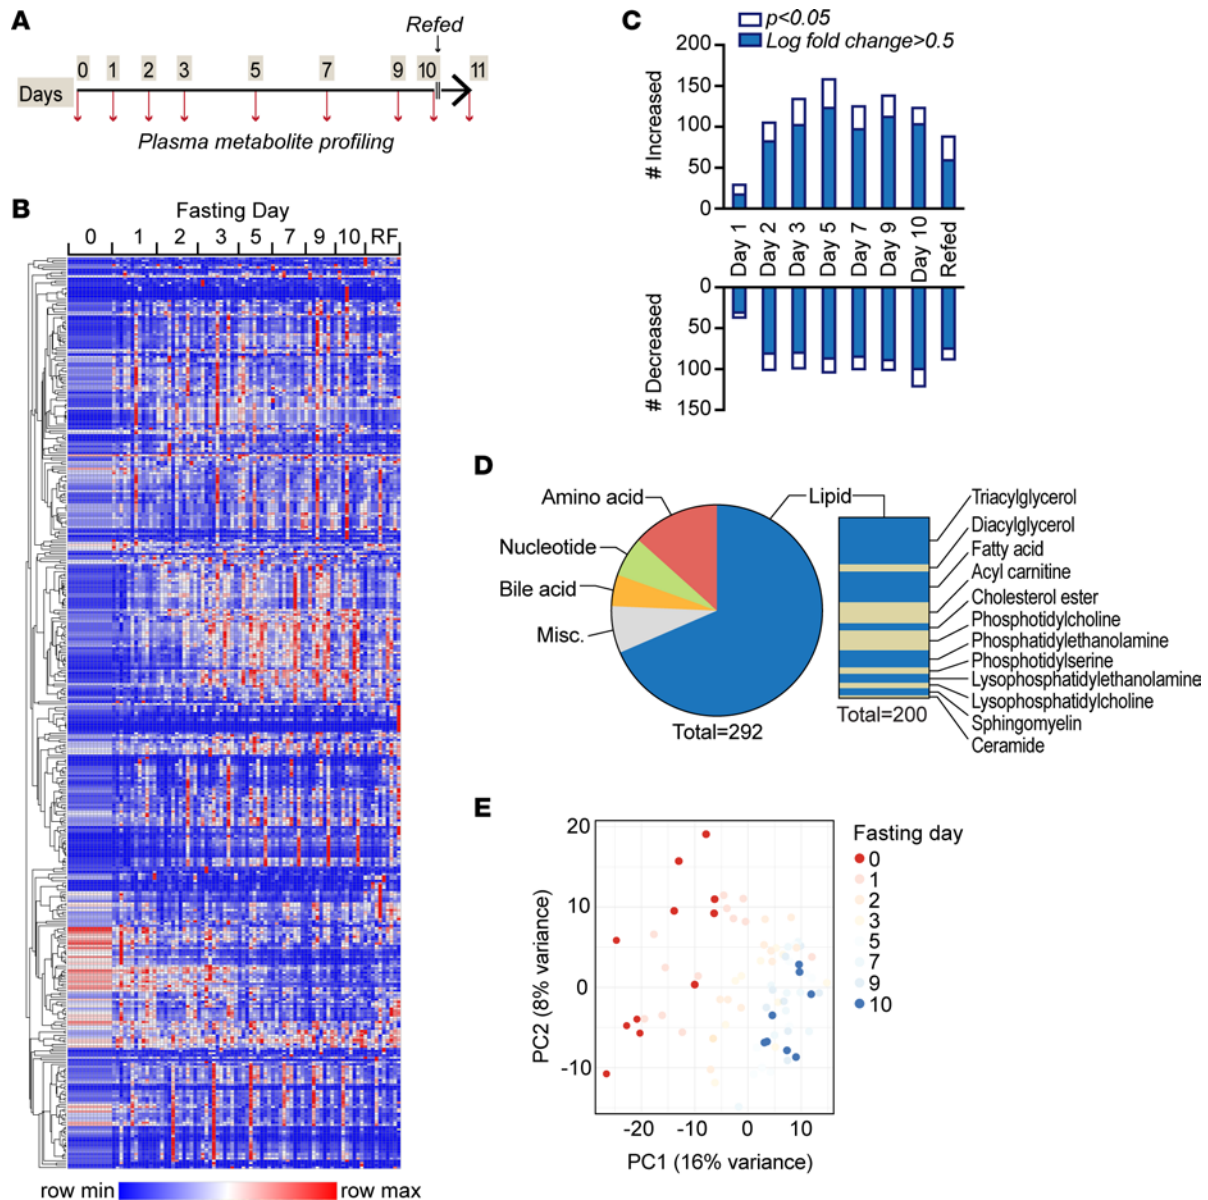 A
Refed
0 1 2 3 5 7 9 10 11
Days
Plasma metabolite profiling
B
Fasting Day
0 1 2 3 5 7 9 10 RF
row min row max
C
p<0.05
Log fold change>0.5
# Increased
200
150
100
50
0
Day 1
Day 2
Day 3
Day 5
Day 7
Day 9
Day 10
Refed
# Decreased
0
50
100
150
D
Amino acid
Nucleotide
Bile acid
Misc.
Lipid
Total=292
Total=200
Triacylglycerol
Diacylglycerol
Fatty acid
Acyl carnitine
Cholesterol ester
Phosphotidylcholine
Phosphatidylethanolamine
Phosphotidylserine
Lysophosphatidylethanolamine
Lysophosphatidylcholine
Sphingomyelin
Ceramide
E
PC2 (8% variance)
20
10
0
-10
-20 -10 0 10
PC1 (16% variance)
Fasting day
0
1
2
3
5
7
9
10